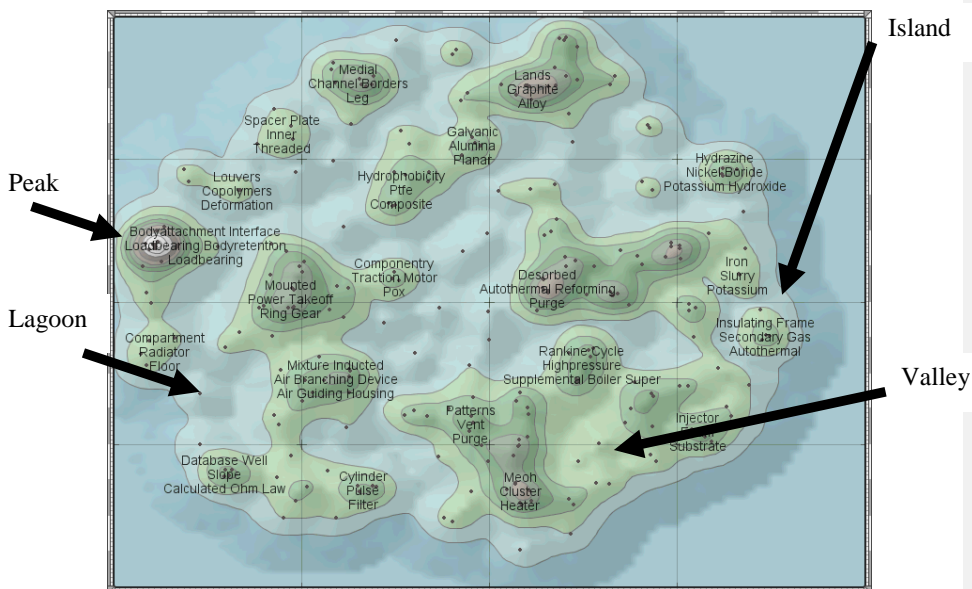 Island
Peak
Lagoon
Valley
Medial
Channel Borders
Leg
Lands
Graphite
Alloy
Spacer Plate
Inner
Threaded
Galvanic
Alumina
Planar
Hydrazine
Nickel Boride
Potassium Hydroxide
Louvers
Copolymers
Deformation
Hydrophobicity
Ptfe
Composite
Bodyattachment Interface
Loadbearing Bodyretention
Loadbearing
Componentry
Traction Motor
Pox
Mounted
Power Takeoff
Ring Gear
Desorbed
Autothermal Reforming
Purge
Iron
Slurry
Potassium
Compartment
Radiator
Floor
Insulating Frame
Secondary Gas
Autothermal
Mixture Inducted
Air Branching Device
Air Guiding Housing
Rankine Cycle
Highpressure
Supplemental Boiler Super
Patterns
Vent
Purge
Injector
Substrate
Database Well
Slope
Calculated Ohm Law
Cylinder
Pulse
Filter
Meoh
Cluster
Heater